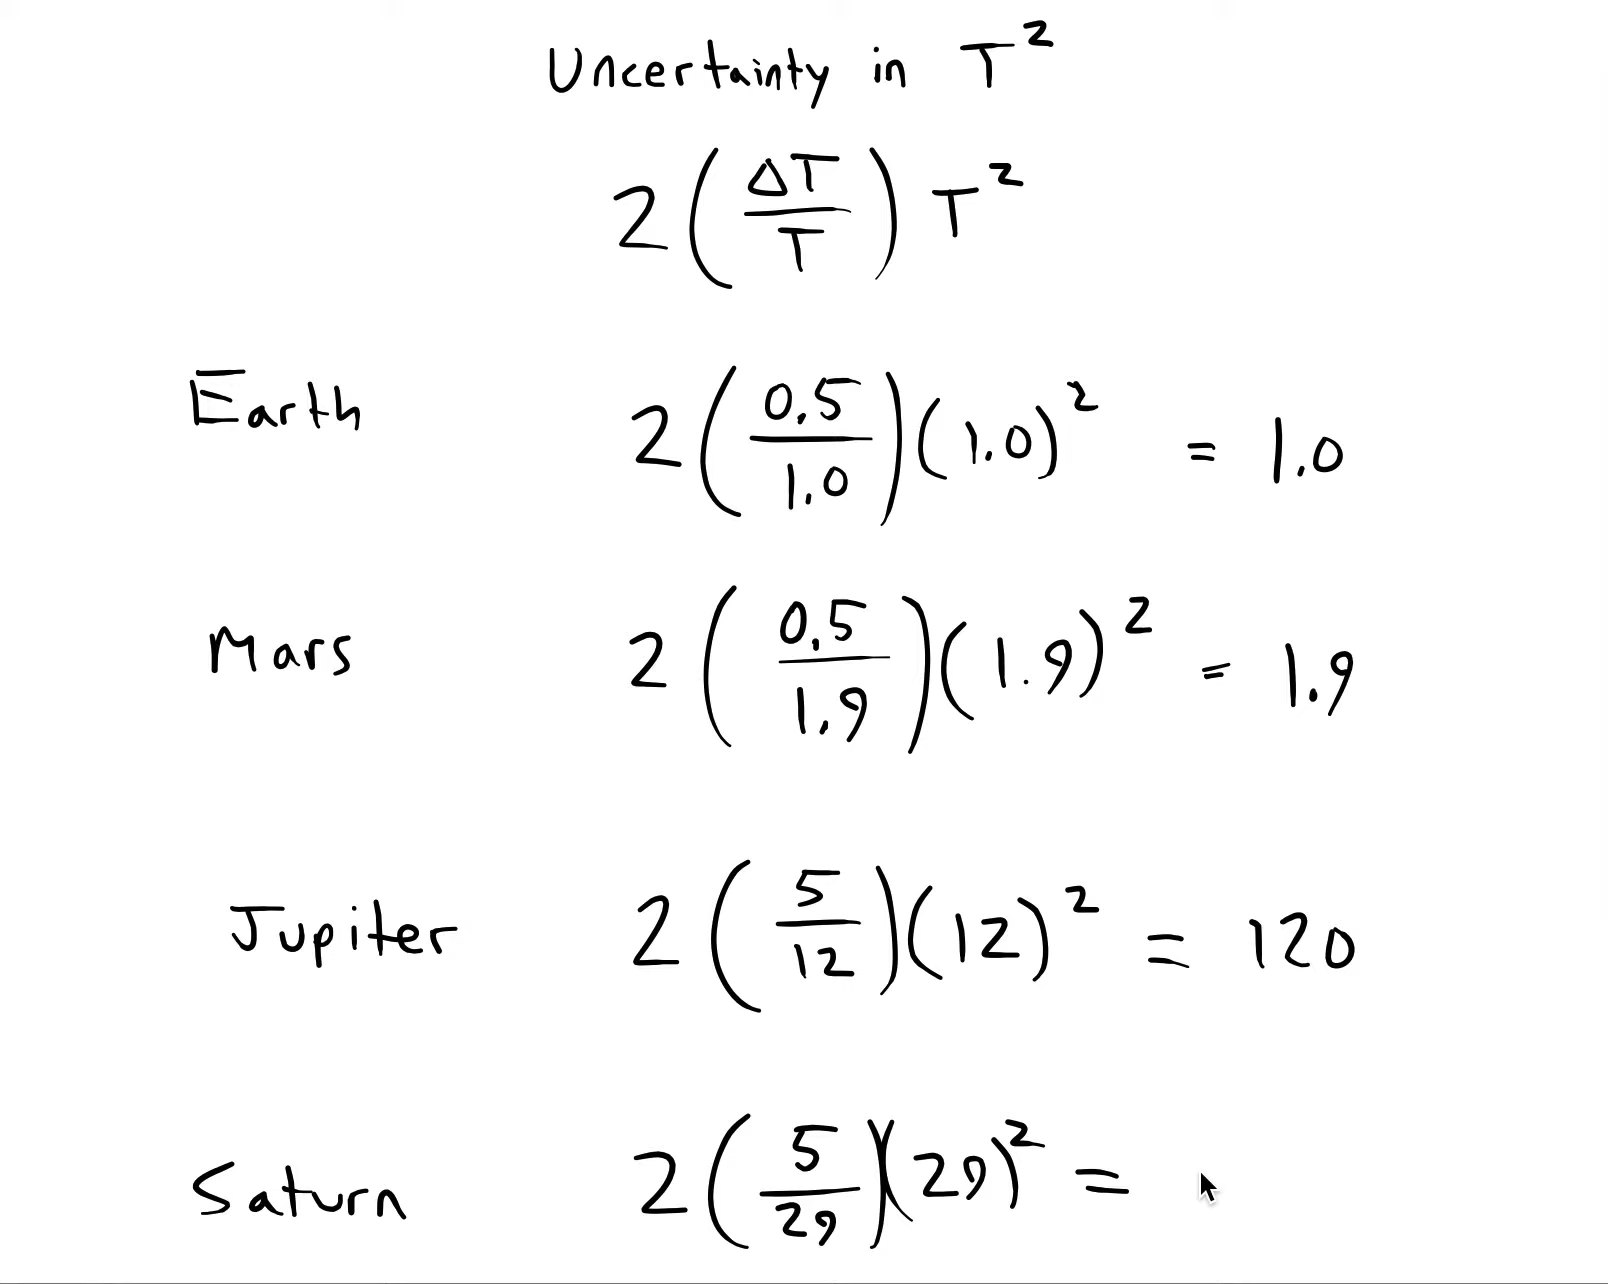 Uncertainty in T²
2(ΔT/T)T²
Earth 2(0.5/1.0)(1.0)² = 1.0
Mars 2(0.5/1.9)(1.9)² = 1.9
Jupiter 2(5/12)(12)² = 120
Saturn 2(5/29)(29)² =